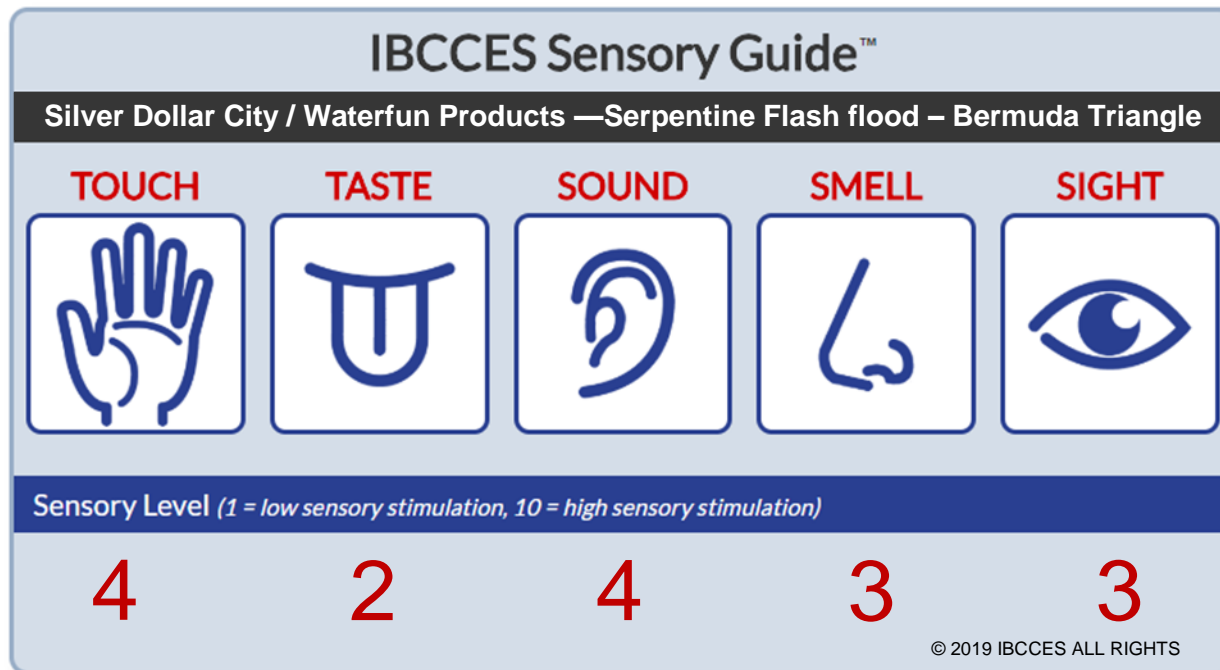 IBCCES Sensory Guide™
Silver Dollar City / Waterfun Products —Serpentine Flash flood – Bermuda Triangle
TOUCH TASTE SOUND SMELL SIGHT
Sensory Level (1 = low sensory stimulation, 10 = high sensory stimulation)
4 2 4 3 3
© 2019 IBCCES ALL RIGHTS